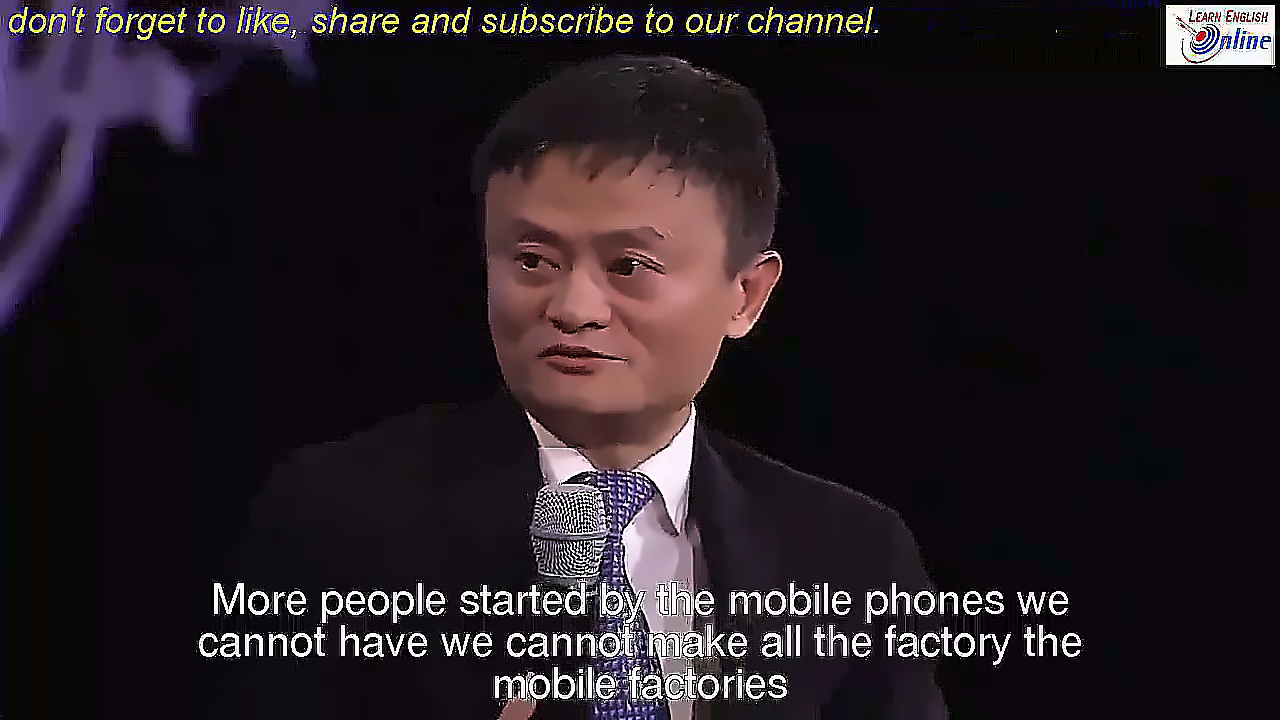 don't forget to like, share and subscribe to our channel.
LEARN ENGLISH
Online
More people started by the mobile phones we
cannot have we cannot make all the factory the
mobile factories